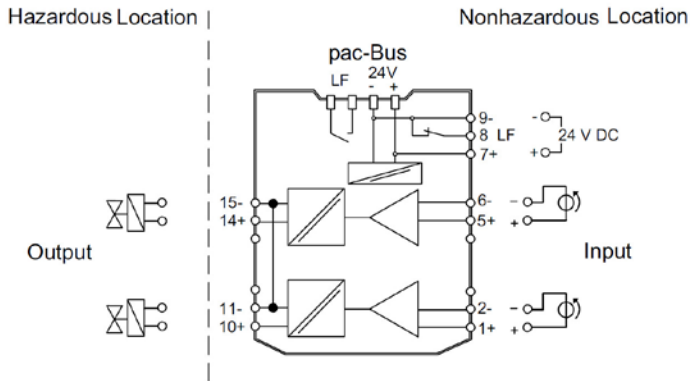 Hazardous Location
Nonhazardous Location
pac-Bus
LF
24V
- +
9-
8 LF
7+
-
24 V DC
+
15-
14+
6-
5+
-
+
Output
Input
11-
10+
2-
1+
-
+